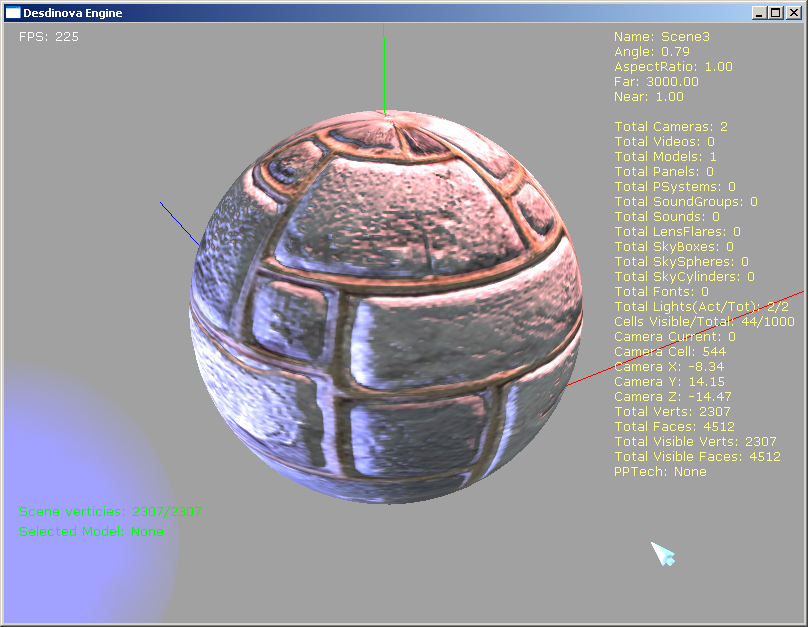 Desdinova Engine
FPS: 225
Name: Scene3
Angle: 0.79
AspectRatio: 1.00
Far: 3000.00
Near: 1.00
Total Cameras: 2
Total Videos: 0
Total Models: 1
Total Panels: 0
Total PSystems: 0
Total SoundGroups: 0
Total Sounds: 0
Total LensFlares: 0
Total SkyBoxes: 0
Total SkySpheres: 0
Total SkyCylinders: 0
Total Fonts: 0
Total Lights(Act/Tot): 2/2
Cells Visible/Total: 44/1000
Camera Current: 0
Camera Cell: 544
Camera X: -8.34
Camera Y: 14.15
Camera Z: -14.47
Total Verts: 2307
Total Faces: 4512
Total Visible Verts: 2307
Total Visible Faces: 4512
PPTech: None
Scene verticies: 2307/2307
Selected Model: None